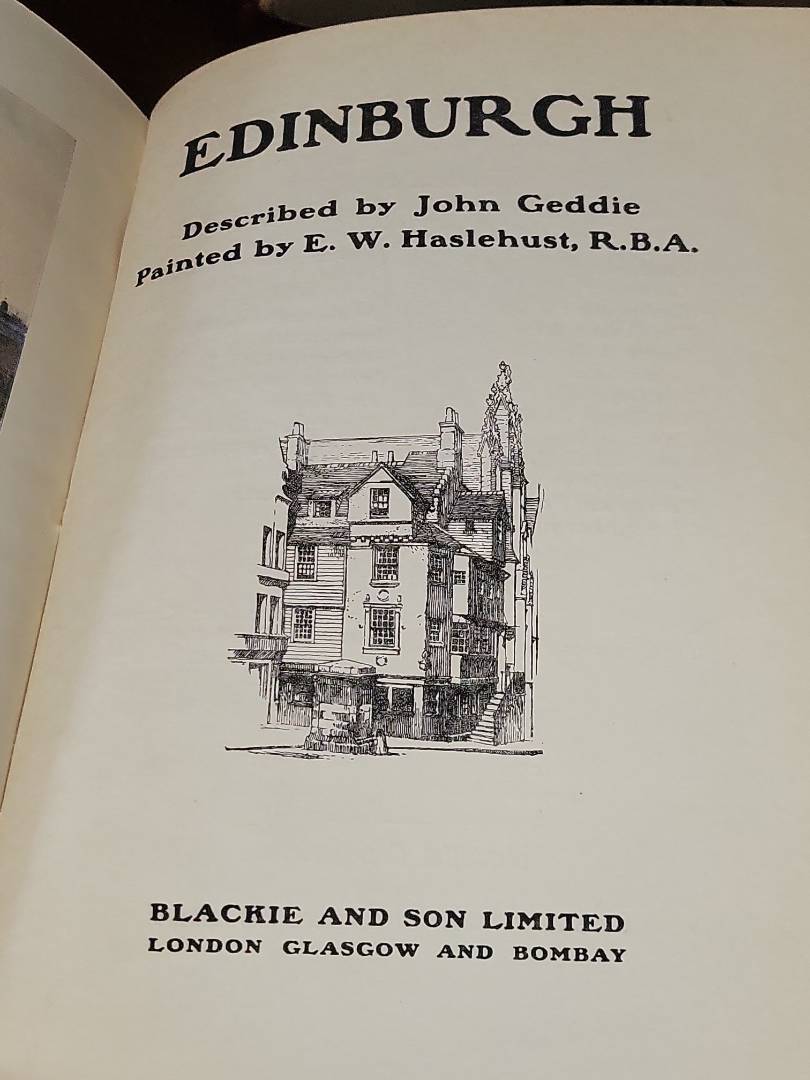 EDINBURGH
Described by John Geddie
Painted by E. W. Haslehust, R.B.A.
BLACKIE AND SON LIMITED
LONDON GLASGOW AND BOMBAY